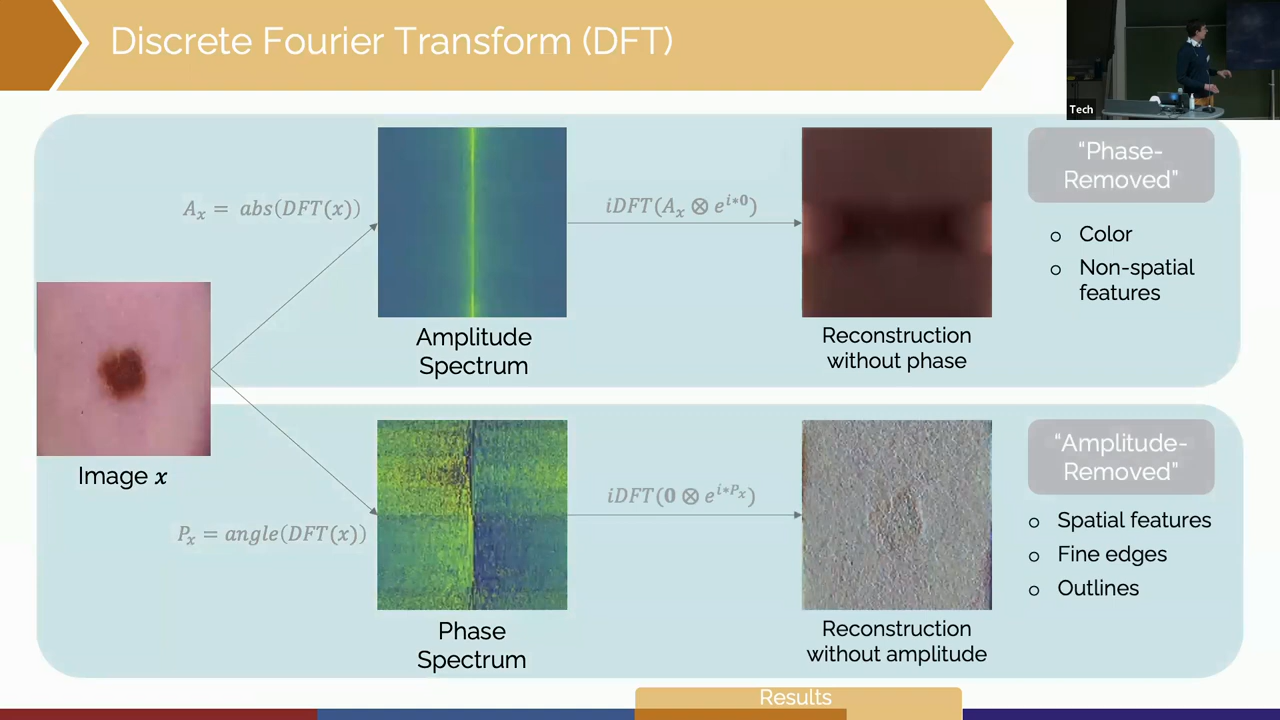 Discrete Fourier Transform (DFT)
Tech
A_x = abs(DFT(x))
iDFT(A_x ⊗ e^{i*0})
"Phase-
Removed"
Color
Non-spatial
features
Amplitude
Spectrum
Reconstruction
without phase
Image x
P_x = angle(DFT(x))
iDFT(0 ⊗ e^{i*P_x})
"Amplitude-
Removed"
Spatial features
Fine edges
Outlines
Phase
Spectrum
Reconstruction
without amplitude
Results